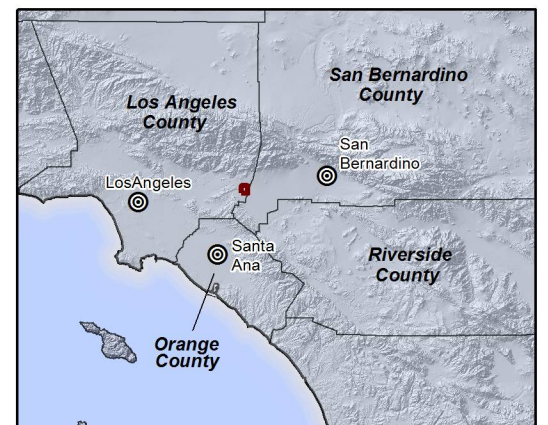 San Bernardino
County
Los Angeles
County
San
Bernardino
LosAngeles
Santa
Ana
Riverside
County
Orange
County